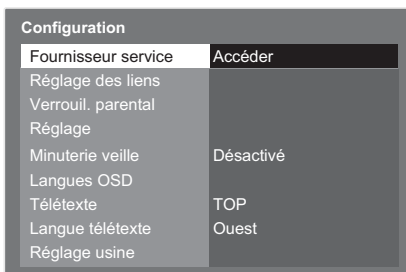 Configuration
Fournisseur service Accéder
Réglage des liens
Verrouil. parental
Réglage
Minuterie veille Désactivé
Langues OSD
Télétexte TOP
Langue télétexte Ouest
Réglage usine